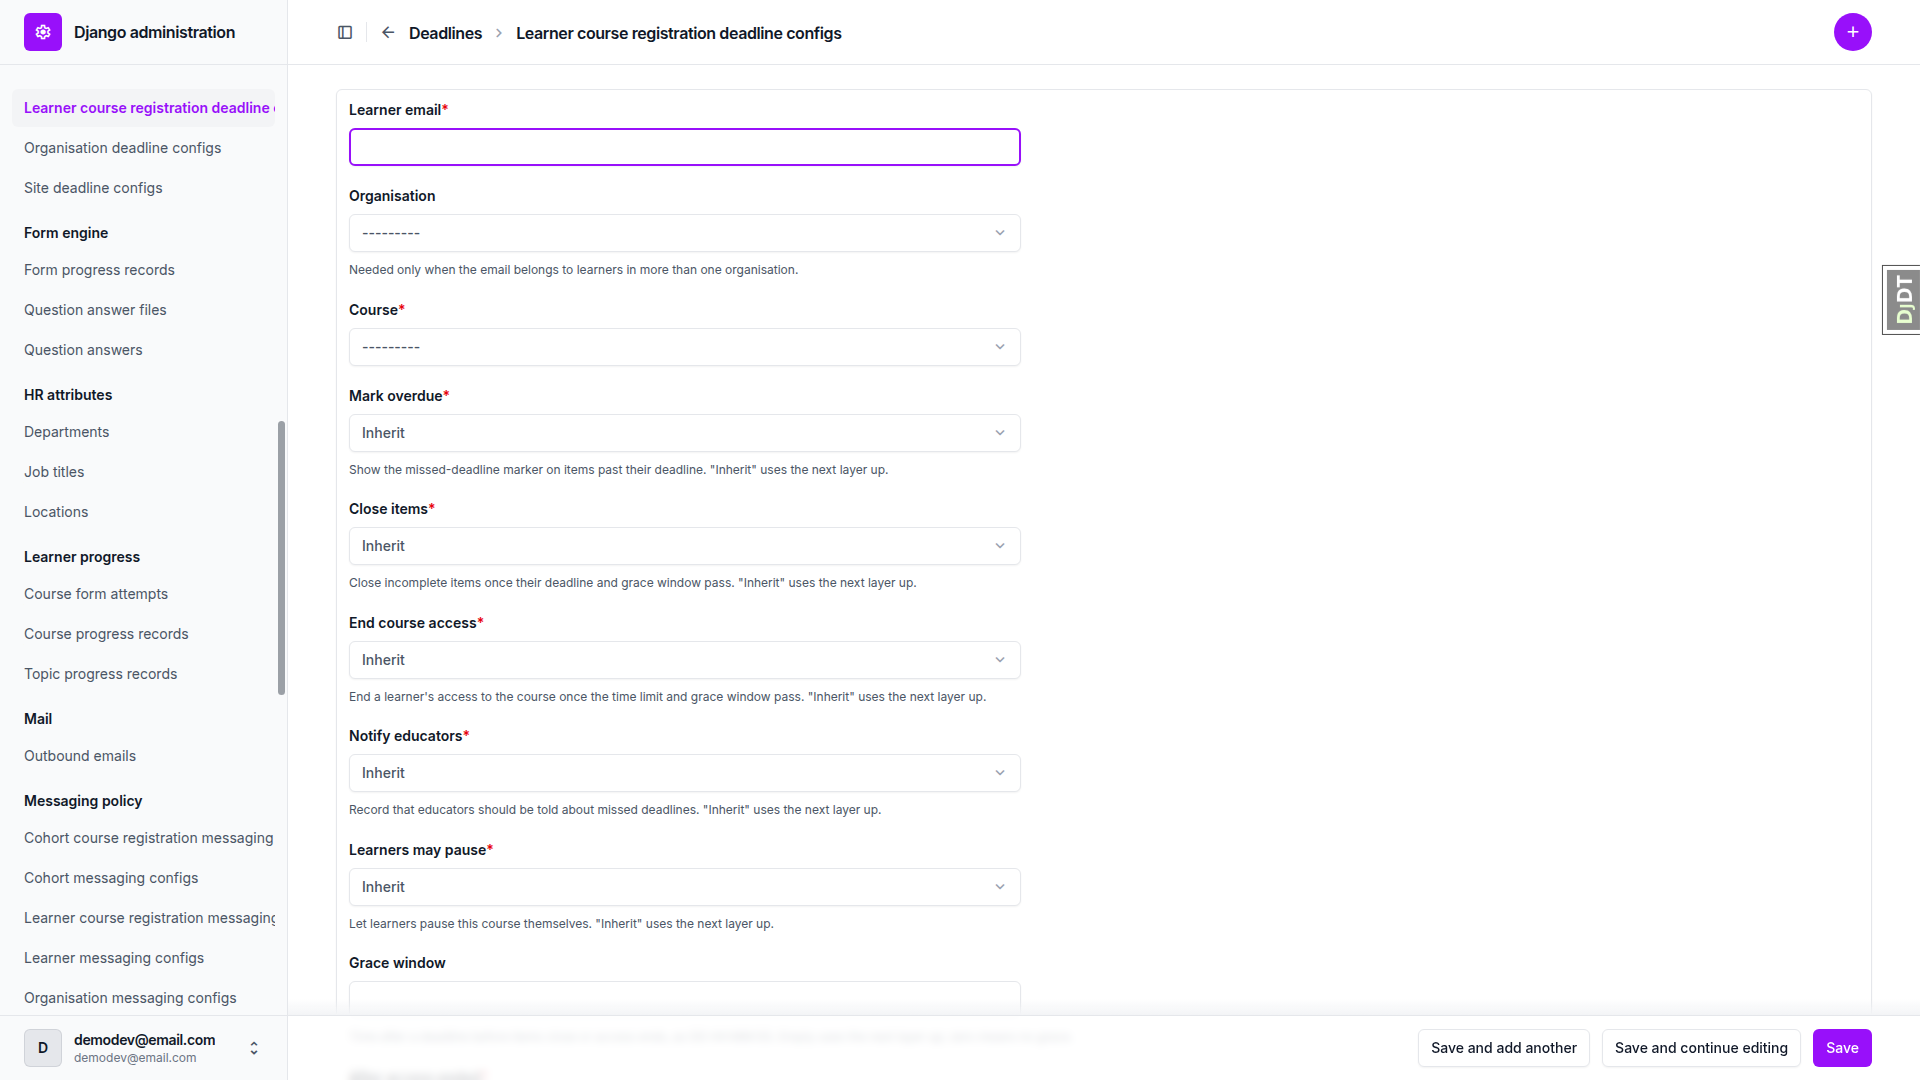 Django administration
Deadlines
Learner course registration deadline configs
Learner course registration deadline
Organisation deadline configs
Site deadline configs
Form engine
Form progress records
Question answer files
Question answers
HR attributes
Departments
Job titles
Locations
Learner progress
Course form attempts
Course progress records
Topic progress records
Mail
Outbound emails
Messaging policy
Cohort course registration messaging
Cohort messaging configs
Learner course registration messaging
Learner messaging configs
Organisation messaging configs
D
demodev@email.com
demodev@email.com
Learner email*
Organisation
---------
Needed only when the email belongs to learners in more than one organisation.
Course*
---------
Mark overdue*
Inherit
Show the missed-deadline marker on items past their deadline. "Inherit" uses the next layer up.
Close items*
Inherit
Close incomplete items once their deadline and grace window pass. "Inherit" uses the next layer up.
End course access*
Inherit
End a learner's access to the course once the time limit and grace window pass. "Inherit" uses the next layer up.
Notify educators*
Inherit
Record that educators should be told about missed deadlines. "Inherit" uses the next layer up.
Learners may pause*
Inherit
Let learners pause this course themselves. "Inherit" uses the next layer up.
Grace window
Save and add another
Save and continue editing
Save
DjDT